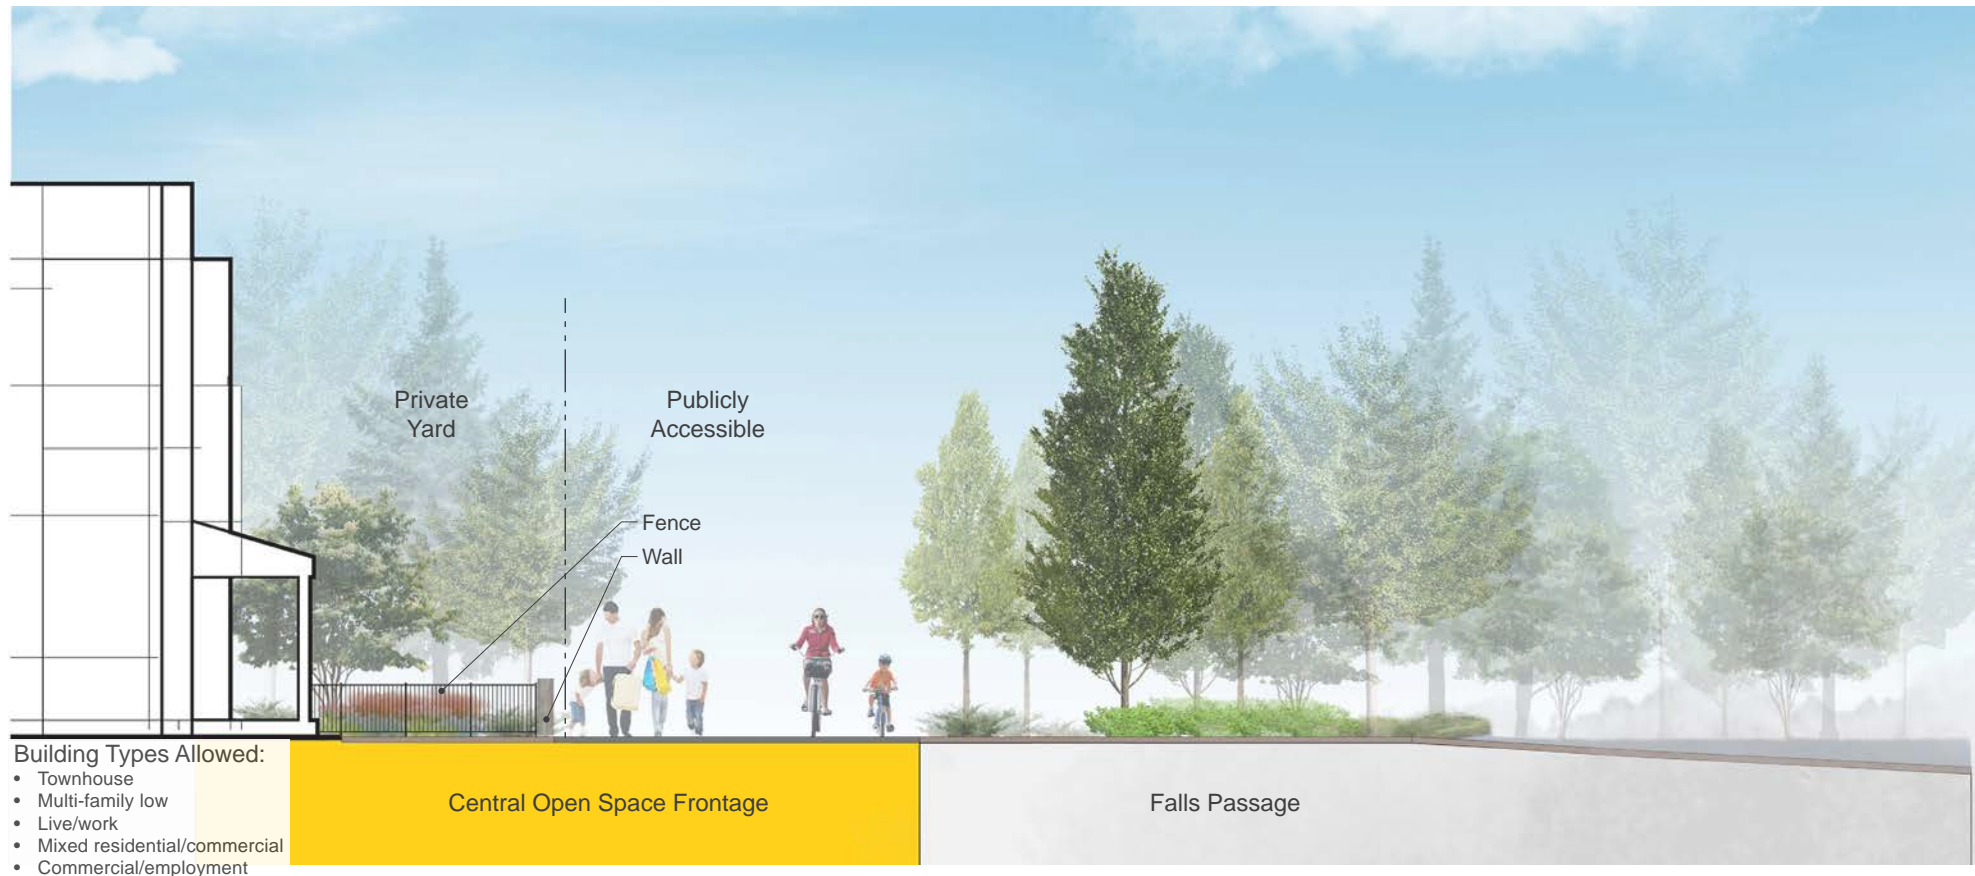 Private
Yard
Publicly
Accessible
Fence
Wall
Building Types Allowed:
• Townhouse
• Multi-family low
• Live/work
• Mixed residential/commercial
• Commercial/employment
Central Open Space Frontage
Falls Passage